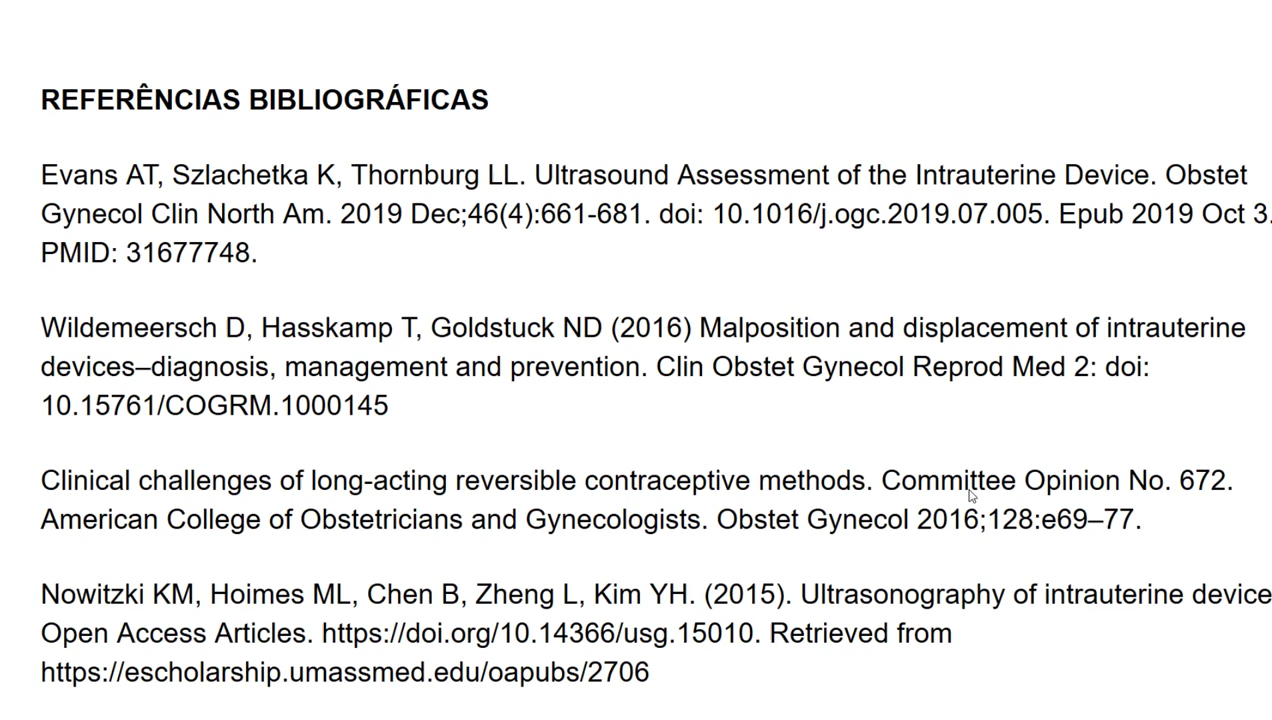 REFERÊNCIAS BIBLIOGRÁFICAS
Evans AT, Szlachetka K, Thornburg LL. Ultrasound Assessment of the Intrauterine Device. Obstet
Gynecol Clin North Am. 2019 Dec;46(4):661-681. doi: 10.1016/j.ogc.2019.07.005. Epub 2019 Oct 3.
PMID: 31677748.
Wildemeersch D, Hasskamp T, Goldstuck ND (2016) Malposition and displacement of intrauterine
devices–diagnosis, management and prevention. Clin Obstet Gynecol Reprod Med 2: doi:
10.15761/COGRM.1000145
Clinical challenges of long-acting reversible contraceptive methods. Committee Opinion No. 672.
American College of Obstetricians and Gynecologists. Obstet Gynecol 2016;128:e69–77.
Nowitzki KM, Hoimes ML, Chen B, Zheng L, Kim YH. (2015). Ultrasonography of intrauterine device
Open Access Articles. https://doi.org/10.14366/usg.15010. Retrieved from
https://escholarship.umassmed.edu/oapubs/2706